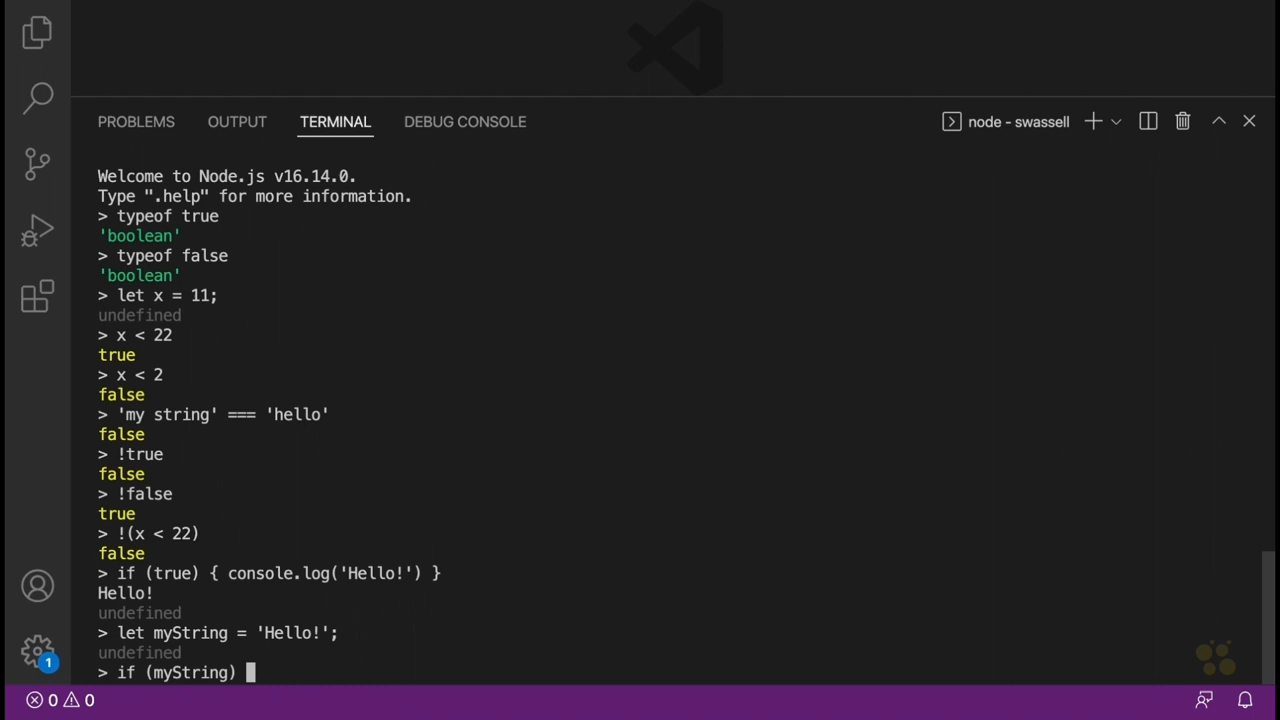 PROBLEMS OUTPUT TERMINAL DEBUG CONSOLE node - swassell
Welcome to Node.js v16.14.0.
Type ".help" for more information.
> typeof true
'boolean'
> typeof false
'boolean'
> let x = 11;
undefined
> x < 22
true
> x < 2
false
> 'my string' === 'hello'
false
> !true
false
> !false
true
> !(x < 22)
false
> if (true) { console.log('Hello!') }
Hello!
undefined
> let myString = 'Hello!';
undefined
> if (myString)
1
0 0